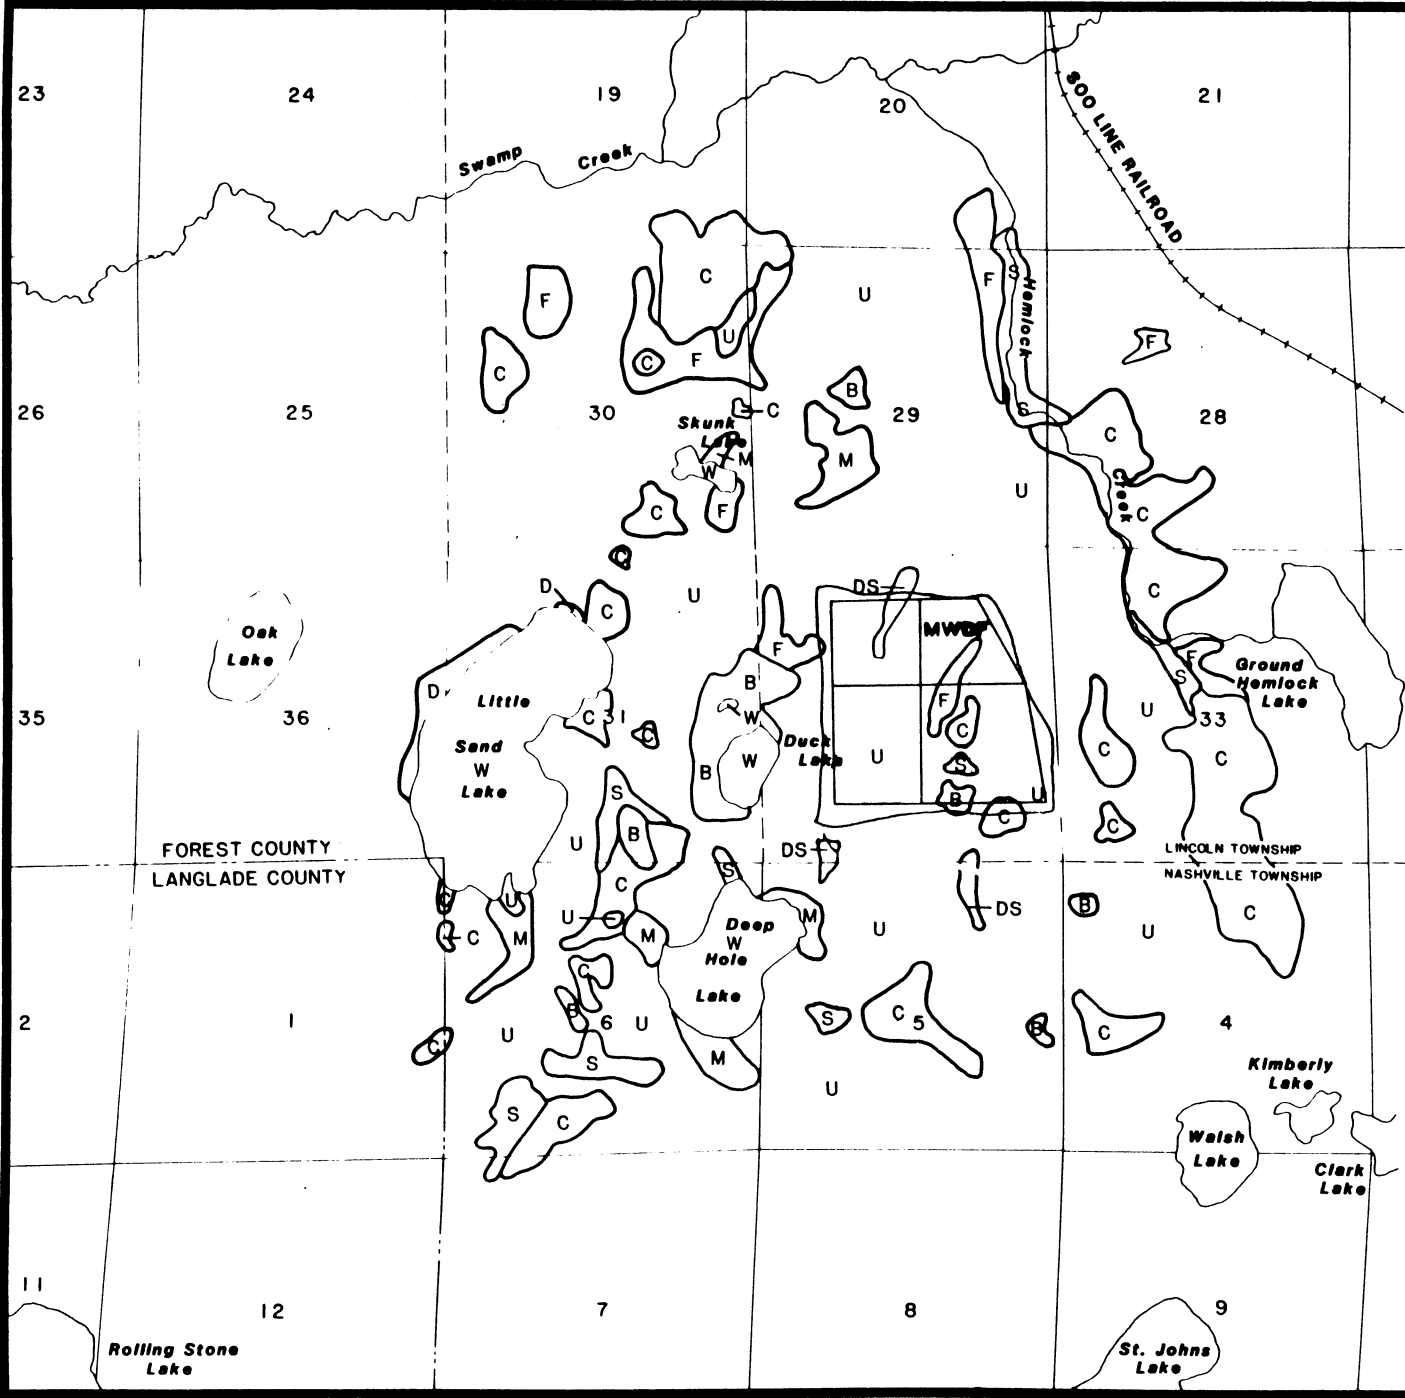 23
24
19
20
21
SOO LINE RAILROAD
Swamp Creek
F
C
U
F
S
Hemlock
F
U
C
C
F
B
26
25
30
C
29
S
28
Skunk
Lake
M
W
M
C
C
F
U
Creek
C
C
D
C
U
DS
C
Oak
Lake
MWDF
F
B
F
S
Ground
Hemlock
Lake
D
Little
F
35
36
C
31
C
W
C
U
33
Sand
W
Lake
W
Duck
Lake
B
U
C
C
S
S
B
U
B
U
C
C
FOREST COUNTY
LANGLADE COUNTY
DS
LINCOLN TOWNSHIP
NASHVILLE TOWNSHIP
S
C
C
U
U
M
DS
B
C
C
M
M
Deep
W
Hole
Lake
U
U
C
2
1
B
6
U
S
C
5
B
C
4
U
C
S
M
U
Kimberly
Lake
S
C
Walsh
Lake
Clark
Lake
11
12
7
8
9
Rolling Stone
Lake
St. Johns
Lake